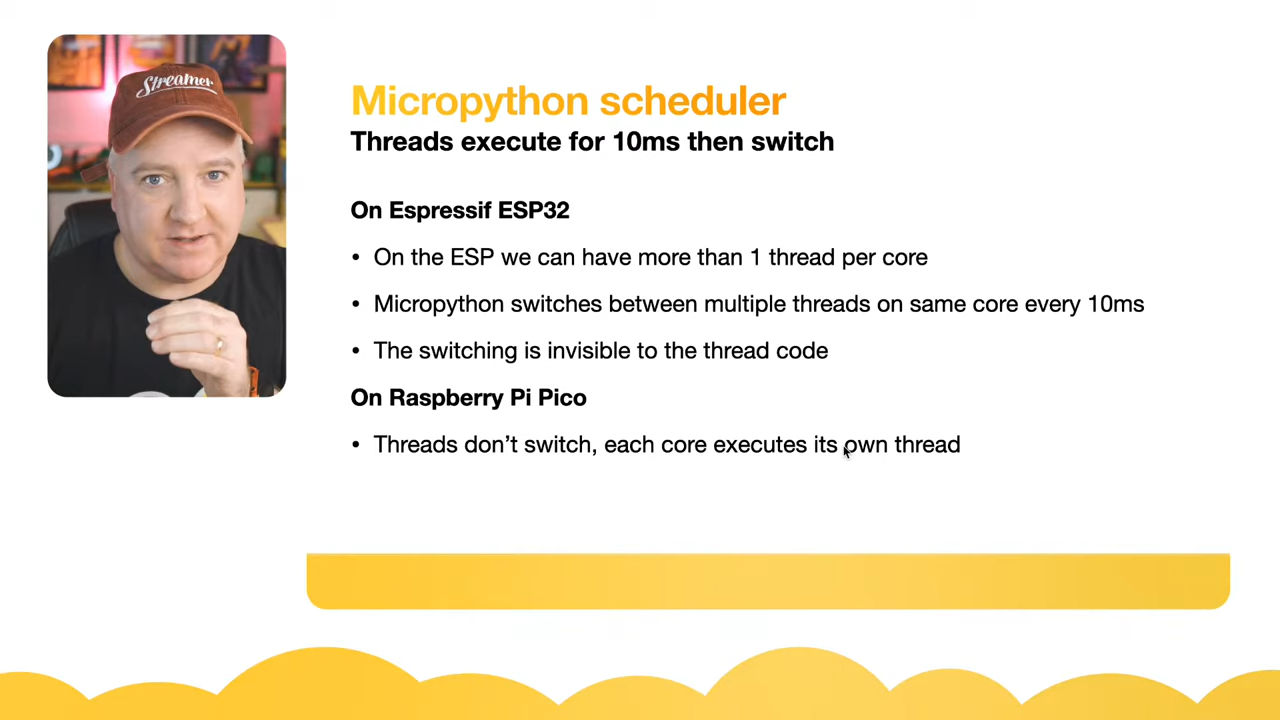 Streamer
Micropython scheduler
Threads execute for 10ms then switch
On Espressif ESP32
• On the ESP we can have more than 1 thread per core
• Micropython switches between multiple threads on same core every 10ms
• The switching is invisible to the thread code
On Raspberry Pi Pico
• Threads don’t switch, each core executes its own thread